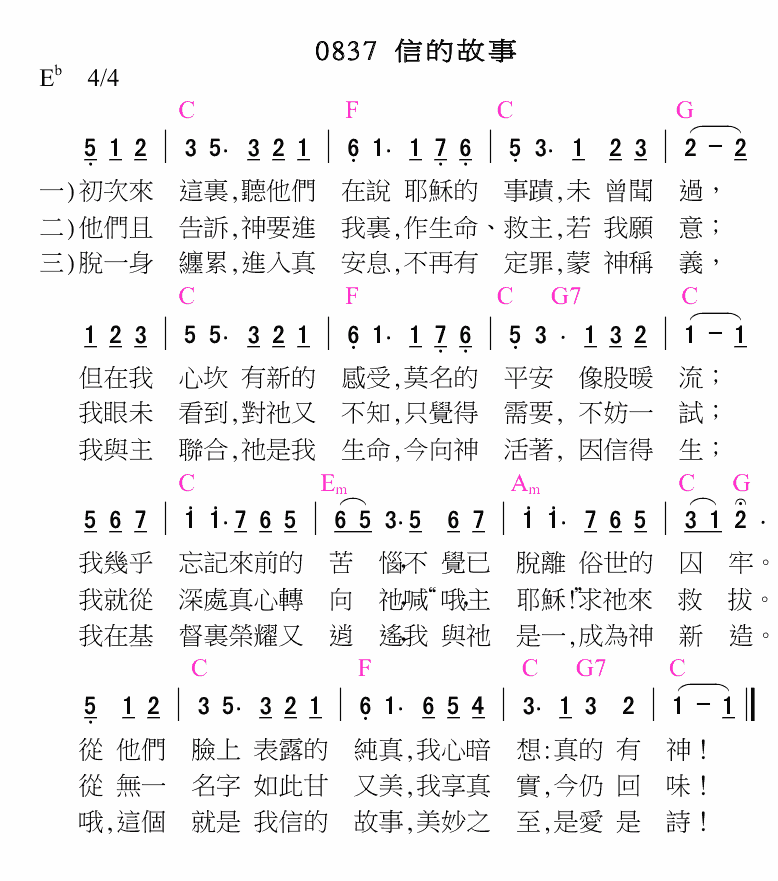 0837 信的故事
E♭ 4/4
C F C G
5 1 2 | 3 5. 3 2 1 | 6 1. 1 7 6 | 5 3. 1 2 3 | 2 - 2
一)初次來 這裏,聽他們 在說 耶穌的 事蹟,未 曾聞 過,
二)他們且 告訴,神要進 我裏,作生命、救主,若 我願 意;
三)脫一身 纏累,進入真 安息,不再有 定罪,蒙 神稱 義,
C F C G7 C
1 2 3 | 5 5. 3 2 1 | 6 1. 1 7 6 | 5 3 . 1 3 2 | 1 - 1
但在我 心坎 有新的 感受,莫名的 平安 像股暖 流;
我眼未 看到,對祂又 不知,只覺得 需要, 不妨一 試;
我與主 聯合,祂是我 生命,今向神 活著, 因信得 生;
C Em Am C G
5 6 7 | 1 1. 7 6 5 | 6 5 3. 5 6 7 | 1 1. 7 6 5 | 3 1 2 .
我幾乎 忘記來前的 苦 惱,不 覺已 脫離 俗世的 囚 牢。
我就從 深處真心轉 向 祂,喊“哦,主 耶穌!”求祂來 救 拔。
我在基 督裏榮耀又 逍 遙,我 與祂 是一,成為神 新 造。
C F C G7 C
5 1 2 | 3 5. 3 2 1 | 6 1. 6 5 4 | 3. 1 3 2 | 1 - 1 ‖
從 他們 臉上 表露的 純真,我心暗 想:真的 有 神!
從 無一 名字 如此甘 又美,我享真 實,今仍 回 味!
哦,這個 就是 我信的 故事,美妙之 至,是愛 是 詩!